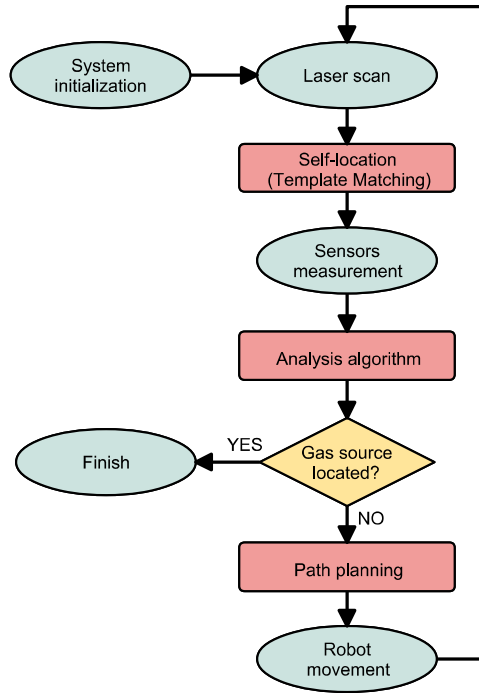 System
initialization
Laser scan
Self-location
(Template Matching)
Sensors
measurement
Analysis algorithm
Gas source
located?
YES
Finish
NO
Path planning
Robot
movement